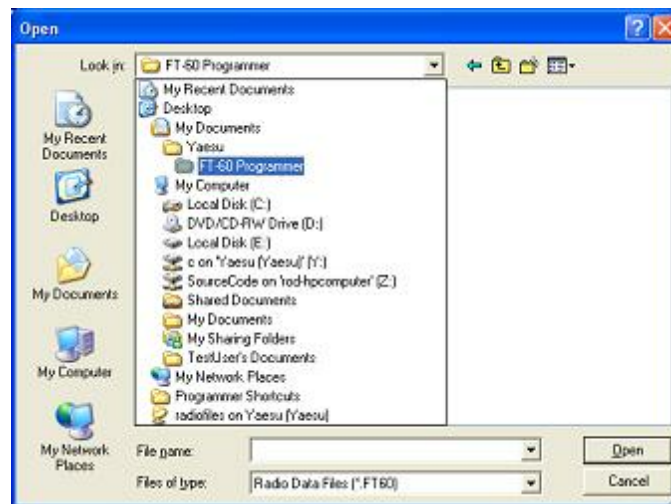 Open
Look in: FT-60 Programmer
My Recent Documents
Desktop
My Documents
Yaesu
FT-60 Programmer
My Computer
Local Disk (C:)
DVD/CD-RW Drive (D:)
Local Disk (E:)
c on 'Yaesu (Yaesu)' (Y:)
SourceCode on 'rod-hpcomputer' (Z:)
Shared Documents
My Documents
My Sharing Folders
TestUser's Documents
My Network Places
Programmer Shortcuts
radiofiles on Yaesu (Yaesu)
My Recent
Documents
Desktop
My Documents
My Computer
My Network
Places
File name:
Open
Files of type: Radio Data Files (*.FT60)
Cancel